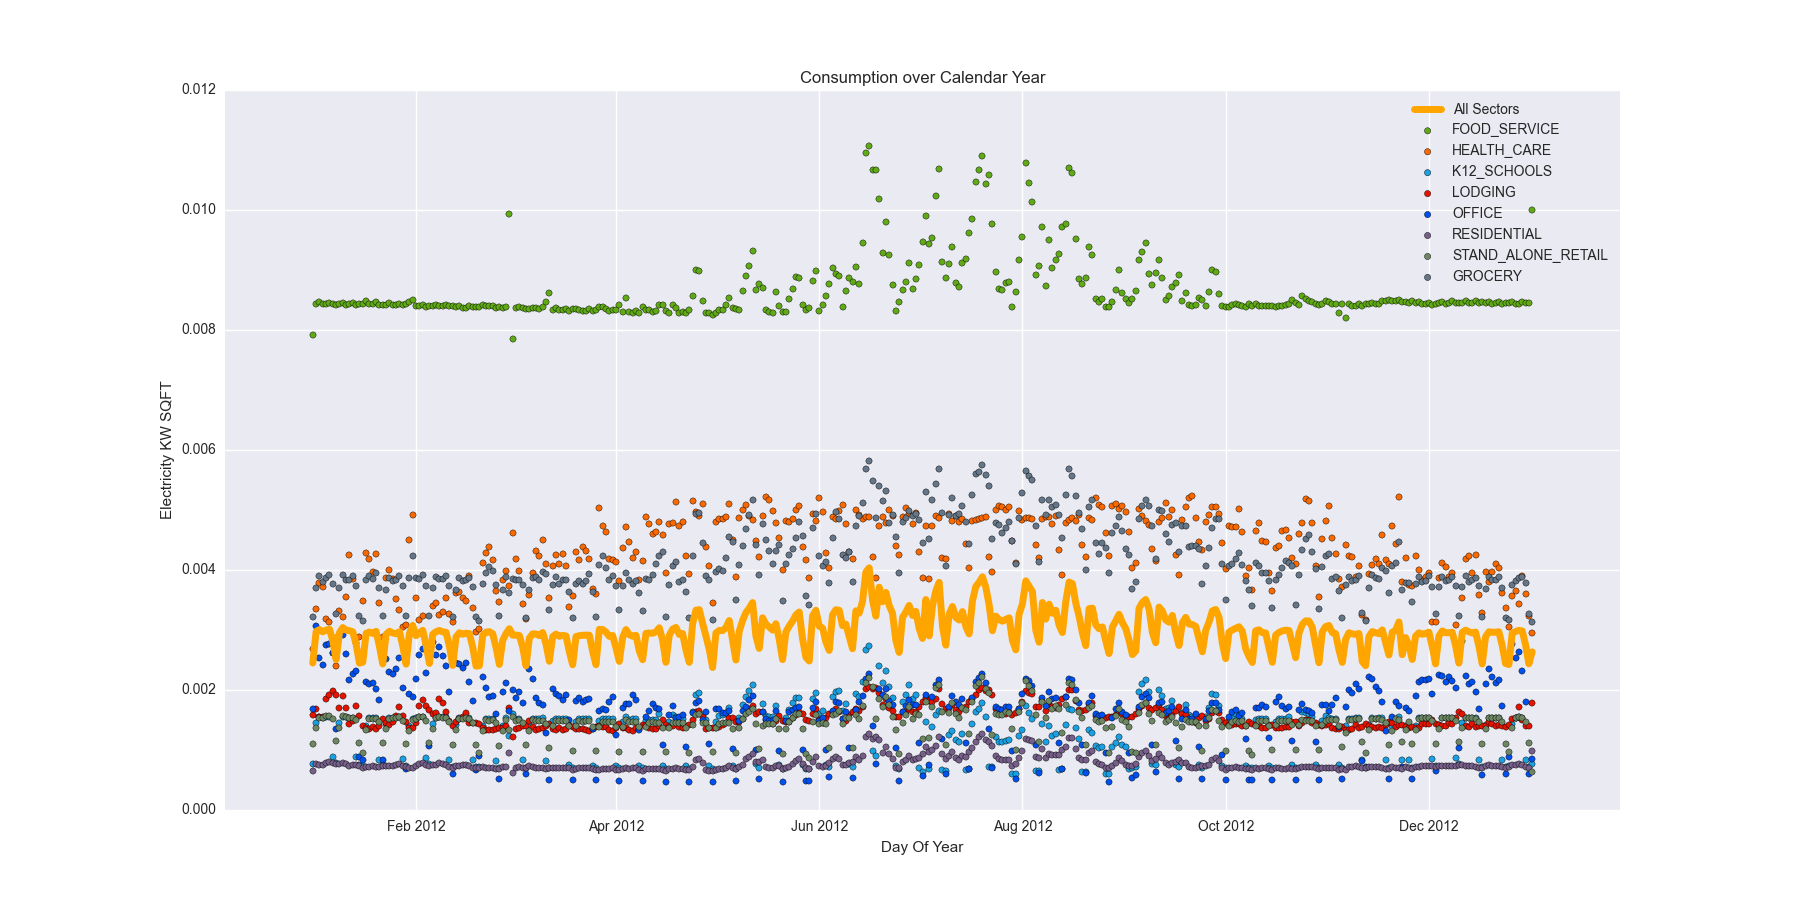 Consumption over Calendar Year
0.012
0.010
0.008
0.006
0.004
0.002
0.000
Electricity KW SQFT
All Sectors
FOOD_SERVICE
HEALTH_CARE
K12_SCHOOLS
LODGING
OFFICE
RESIDENTIAL
STAND_ALONE_RETAIL
GROCERY
Feb 2012
Apr 2012
Jun 2012
Aug 2012
Oct 2012
Dec 2012
Day Of Year